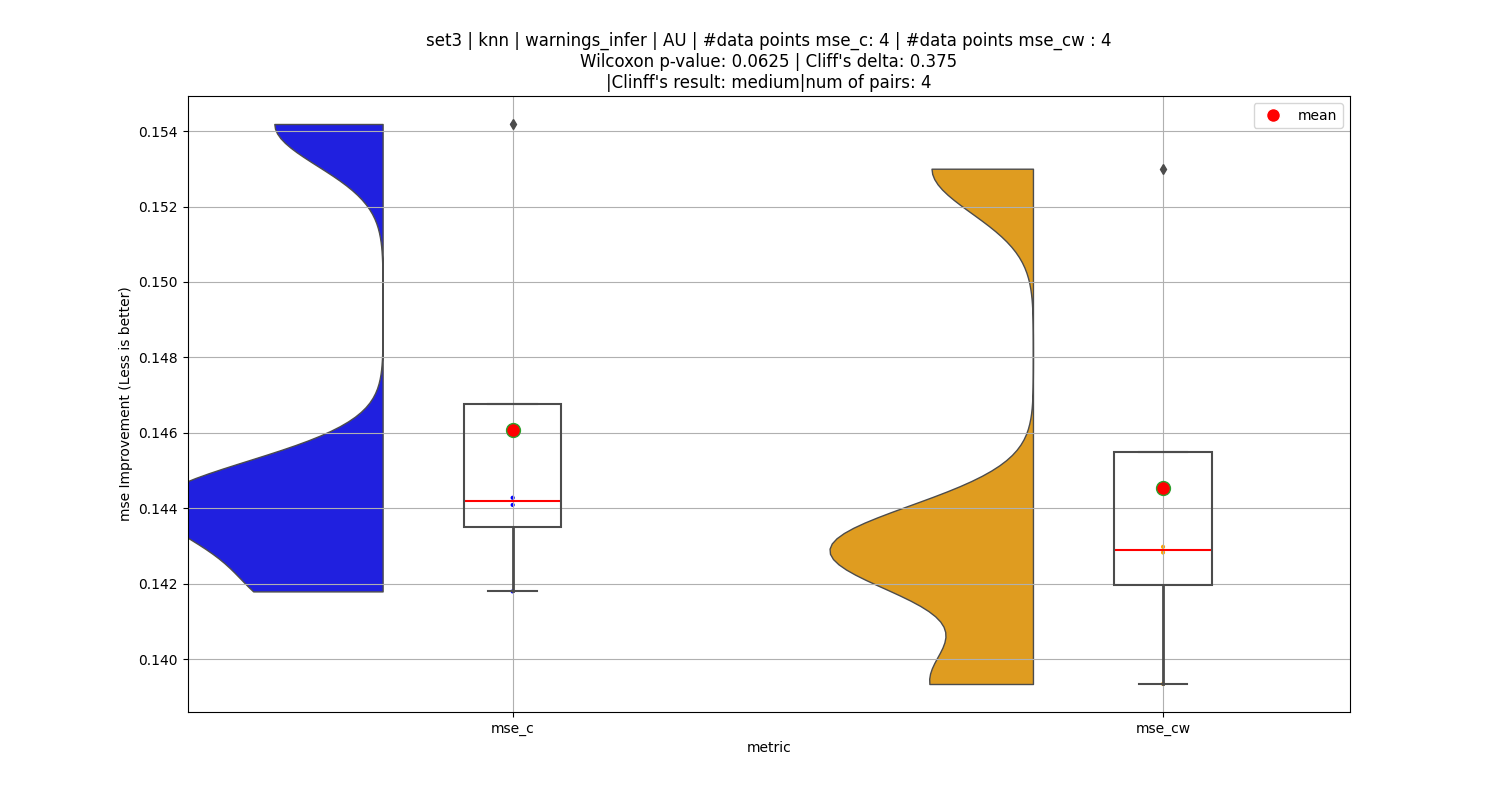 set3 | knn | warnings_infer | AU | #data points mse_c: 4 | #data points mse_cw : 4
Wilcoxon p-value: 0.0625 | Cliff's delta: 0.375
|Clinff's result: medium|num of pairs: 4
mean
0.154
0.152
0.150
0.148
0.146
0.144
0.142
0.140
mse Improvement (Less is better)
mse_c
mse_cw
metric